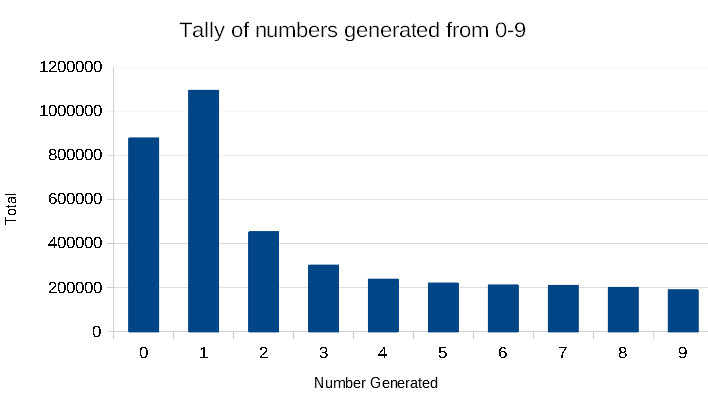 Tally of numbers generated from 0-9
1200000
1000000
800000
600000
400000
200000
0
Total
0 1 2 3 4 5 6 7 8 9
Number Generated